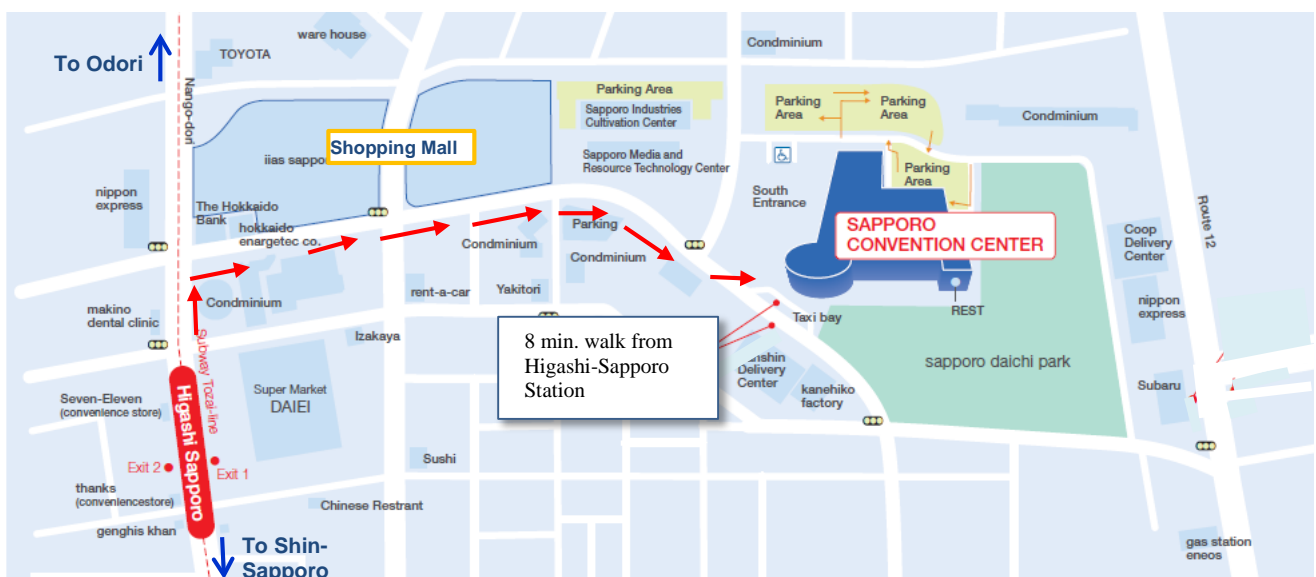 To Odori
ware house
TOYOTA
Condminium
Nango-dori
Parking Area
Sapporo Industries
Cultivation Center
Parking
Area
Parking
Area
Condminium
Shopping Mall
iias sapporo
Sapporo Media and
Resource Technology Center
Parking
Area
nippon
express
South
Entrance
The Hokkaido
Bank
hokkaido
enargetec co.
Parking
SAPPORO
CONVENTION CENTER
Route 12
Coop
Delivery
Center
Condminium
Condminium
makino
dental clinic
Condminium
rent-a-car
Yakitori
nippon
express
REST
Taxi bay
Izakaya
8 min. walk from
Higashi-Sapporo
Station
Subway Tozai-line
sapporo daichi park
Delivery
Center
kanehiko
factory
Subaru
Super Market
DAIEI
Seven-Eleven
(convenience store)
Higashi Sapporo
Exit 2
Exit 1
Sushi
thanks
(conveniencestore)
Chinese Restrant
genghis khan
To Shin-
Sapporo
gas station
eneos